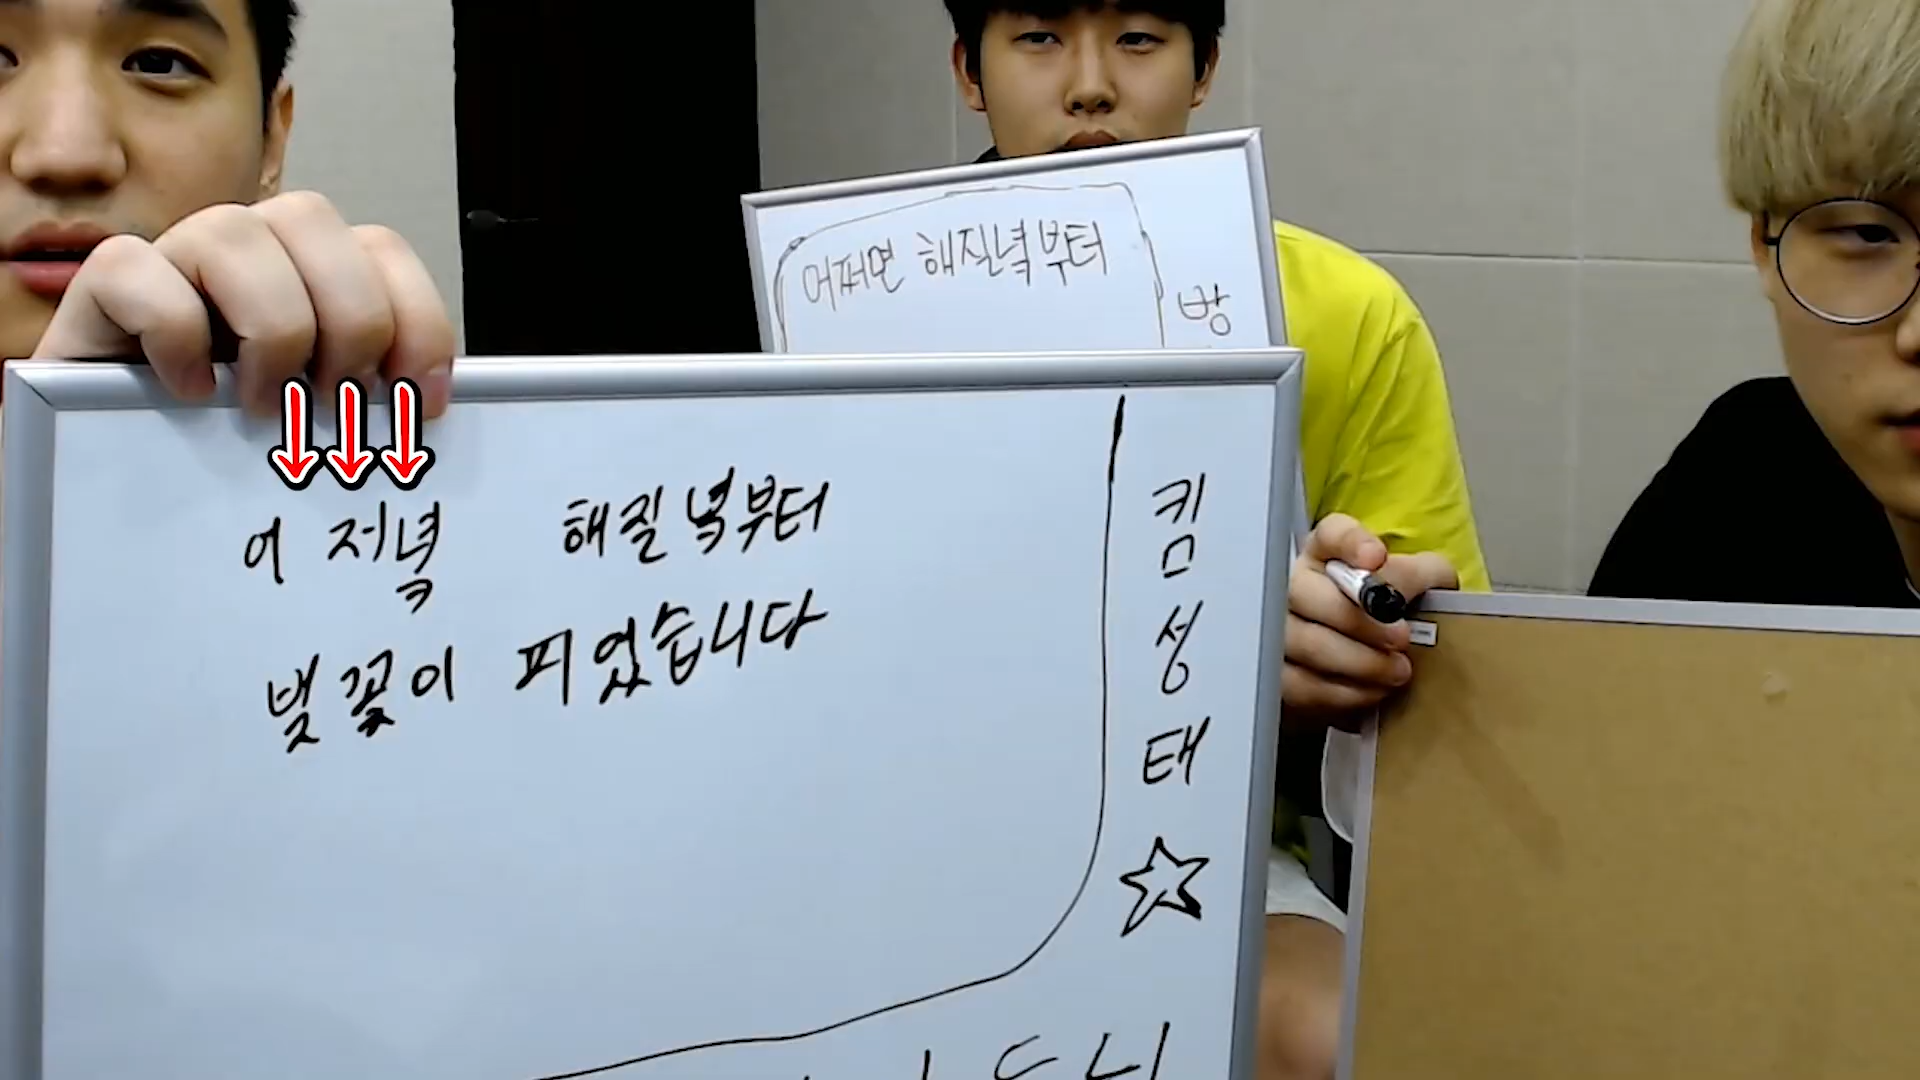 어쩌면 해질녘부터
방
어 저녁 해질녘부터
벚꽃이 피었습니다
킴
성
태